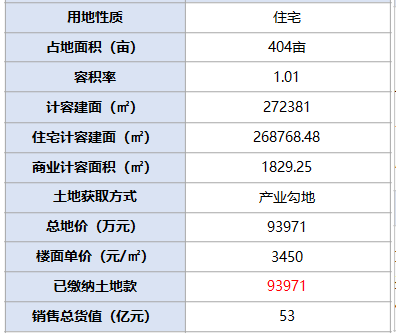 用地性质 住宅
占地面积（亩） 404亩
容积率 1.01
计容建面（㎡） 272381
住宅计容建面（㎡） 268768.48
商业计容面积（㎡） 1829.25
土地获取方式 产业勾地
总地价（万元） 93971
楼面单价（元/㎡） 3450
已缴纳土地款 93971
销售总货值（亿元） 53